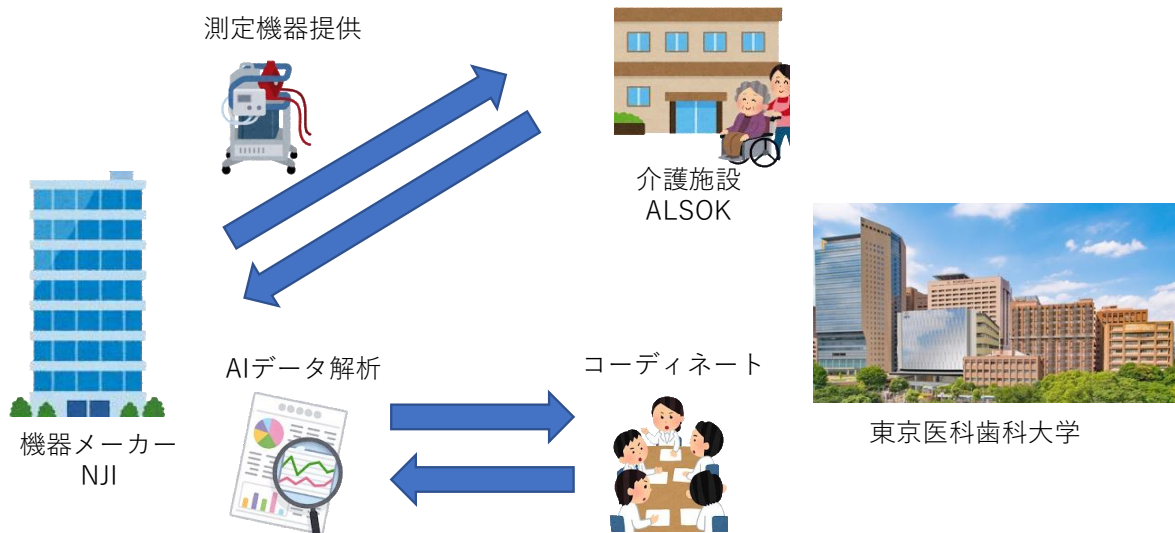 測定機器提供
介護施設
ALSOK
機器メーカー
NJI
AIデータ解析
コーディネート
東京医科歯科大学